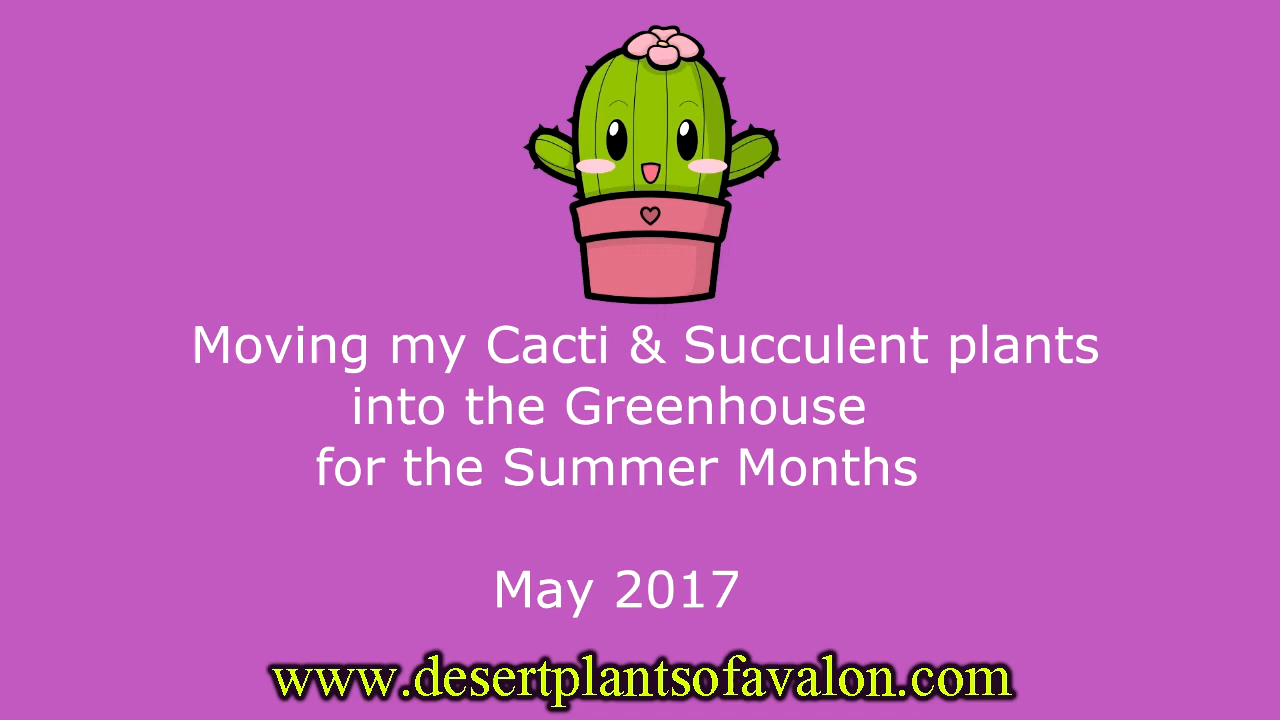 Moving my Cacti & Succulent plants
into the Greenhouse
for the Summer Months
May 2017
www.desertplantsofavalon.com